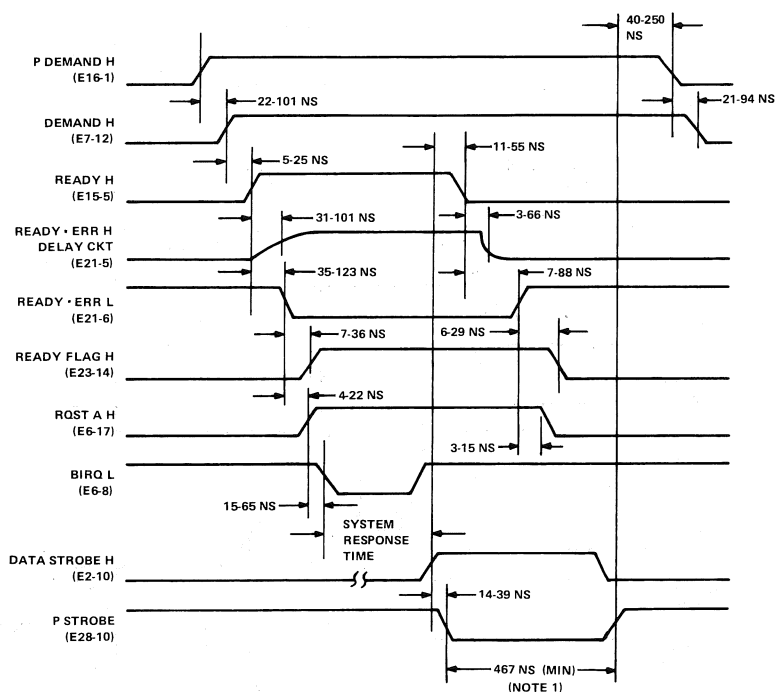 40-250
NS
P DEMAND H
(E16-1)
22-101 NS
21-94 NS
DEMAND H
(E7-12)
5-25 NS
11-55 NS
READY H
(E15-5)
31-101 NS
3-66 NS
READY • ERR H
DELAY CKT
(E21-5)
35-123 NS
7-88 NS
READY • ERR L
(E21-6)
7-36 NS
6-29 NS
READY FLAG H
(E23-14)
4-22 NS
RQST A H
(E6-17)
3-15 NS
BIRQ L
(E6-8)
15-65 NS
SYSTEM
RESPONSE
TIME
DATA STROBE H
(E2-10)
14-39 NS
P STROBE
(E28-10)
467 NS (MIN)
(NOTE 1)